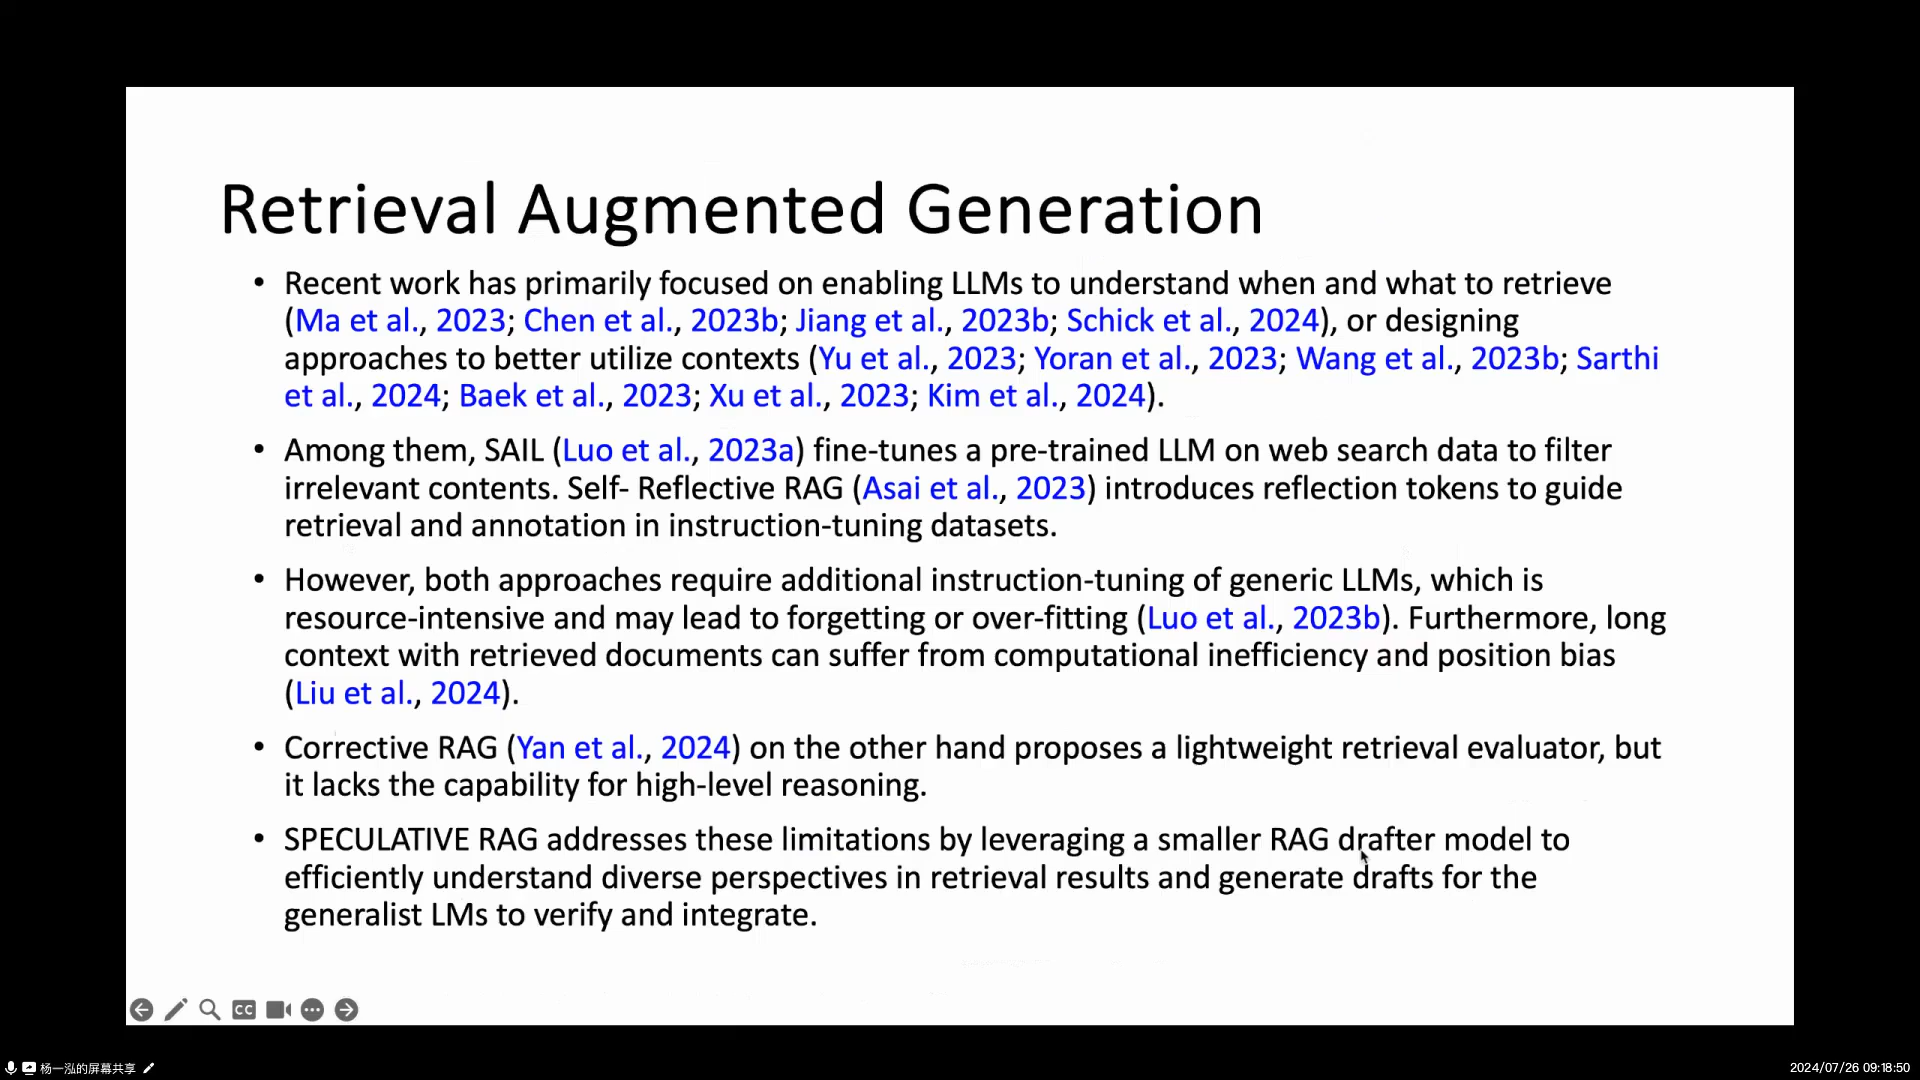 Retrieval Augmented Generation
• Recent work has primarily focused on enabling LLMs to understand when and what to retrieve
(Ma et al., 2023; Chen et al., 2023b; Jiang et al., 2023b; Schick et al., 2024), or designing
approaches to better utilize contexts (Yu et al., 2023; Yoran et al., 2023; Wang et al., 2023b; Sarthi
et al., 2024; Baek et al., 2023; Xu et al., 2023; Kim et al., 2024).
• Among them, SAIL (Luo et al., 2023a) fine-tunes a pre-trained LLM on web search data to filter
irrelevant contents. Self- Reflective RAG (Asai et al., 2023) introduces reflection tokens to guide
retrieval and annotation in instruction-tuning datasets.
• However, both approaches require additional instruction-tuning of generic LLMs, which is
resource-intensive and may lead to forgetting or over-fitting (Luo et al., 2023b). Furthermore, long
context with retrieved documents can suffer from computational inefficiency and position bias
(Liu et al., 2024).
• Corrective RAG (Yan et al., 2024) on the other hand proposes a lightweight retrieval evaluator, but
it lacks the capability for high-level reasoning.
• SPECULATIVE RAG addresses these limitations by leveraging a smaller RAG drafter model to
efficiently understand diverse perspectives in retrieval results and generate drafts for the
generalist LMs to verify and integrate.
CC
杨一泓的屏幕共享
2024/07/26 09:18:50